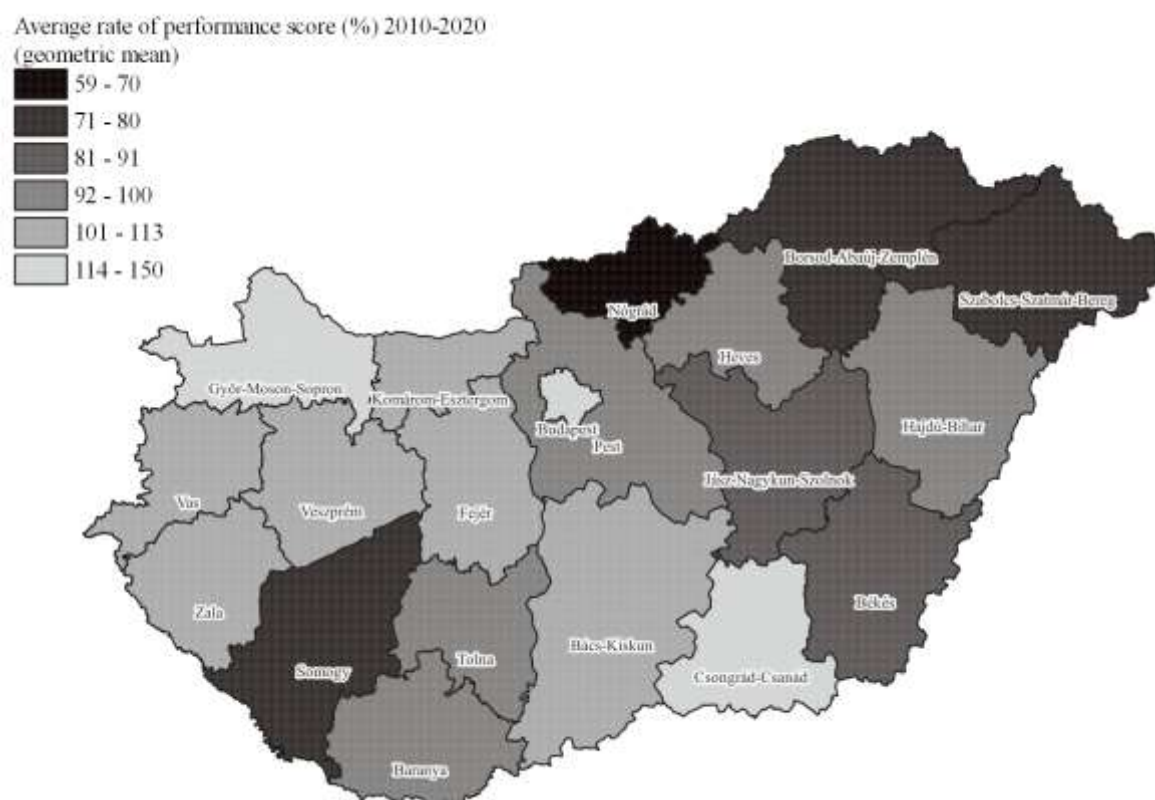 Average rate of performance score (%) 2010-2020
(geometric mean)
59 - 70
71 - 80
81 - 91
92 - 100
101 - 113
114 - 150
Borsod-Abaúj-Zemplén
Szabolcs-Szatmár-Bereg
Nógrád
Heves
Győr-Moson-Sopron
Komárom-Esztergom
Budapest
Pest
Hajdú-Bihar
Jász-Nagykun-Szolnok
Vas
Veszprém
Fejér
Zala
Békés
Bács-Kiskun
Tolna
Somogy
Csongrád-Csanád
Baranya